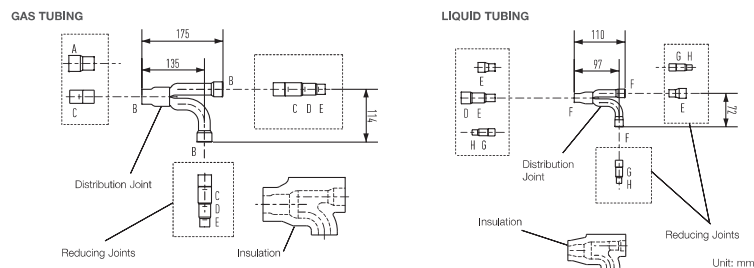 GAS TUBING
175
135
A
C
B
B
B
C D E
114
C
D
E
Distribution Joint
Reducing Joints
Insulation
LIQUID TUBING
110
97
E
D E
H G
F
F
F
G H
E
72
G
H
Distribution
Joint
Insulation
Reducing Joints
Unit: mm